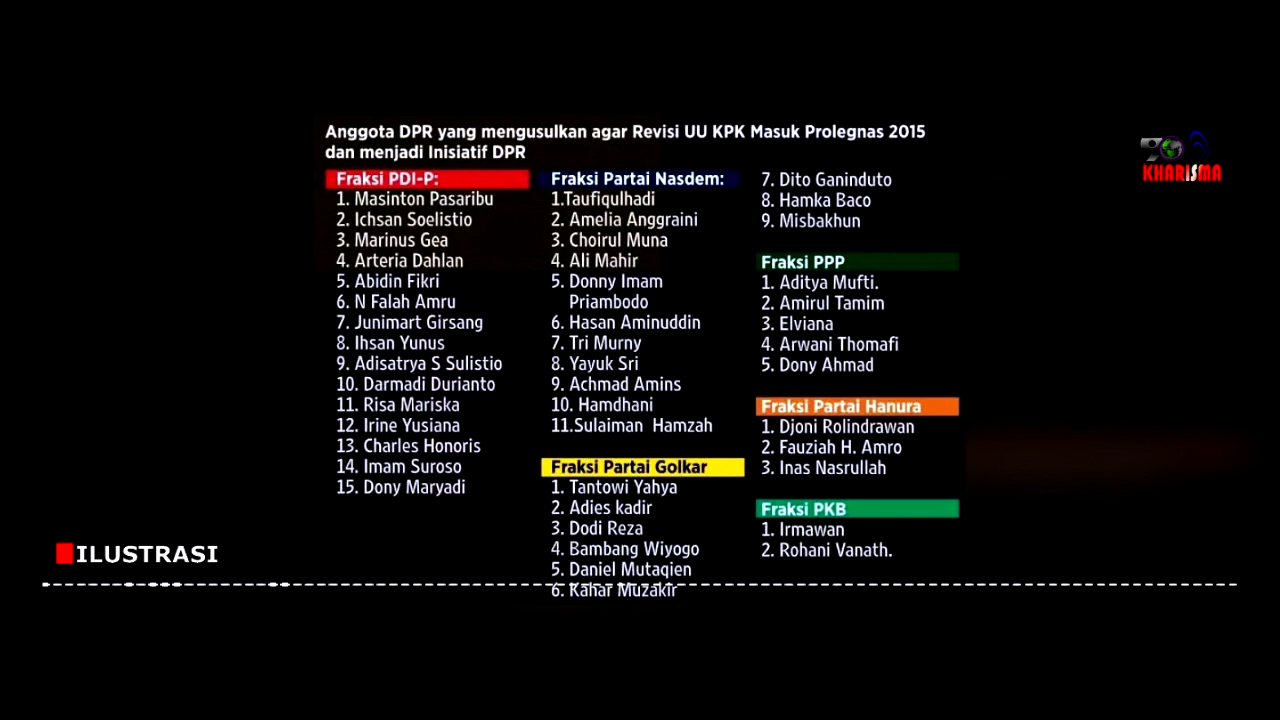 Anggota DPR yang mengusulkan agar Revisi UU KPK Masuk Prolegnas 2015
dan menjadi Inisiatif DPR
Fraksi PDI-P:
1. Masinton Pasaribu
2. Ichsan Soelistio
3. Marinus Gea
4. Arteria Dahlan
5. Abidin Fikri
6. N Falah Amru
7. Junimart Girsang
8. Ihsan Yunus
9. Adisatrya S Sulistio
10. Darmadi Durianto
11. Risa Mariska
12. Irine Yusiana
13. Charles Honoris
14. Imam Suroso
15. Dony Maryadi
Fraksi Partai Nasdem:
1.Taufiqulhadi
2. Amelia Anggraini
3. Choirul Muna
4. Ali Mahir
5. Donny Imam
Priambodo
6. Hasan Aminuddin
7. Tri Murny
8. Yayuk Sri
9. Achmad Amins
10. Hamdhani
11.Sulaiman Hamzah
Fraksi Partai Golkar
1. Tantowi Yahya
2. Adies kadir
3. Dodi Reza
4. Bambang Wiyogo
5. Daniel Mutaqien
6. Kahar Muzakir
7. Dito Ganinduto
8. Hamka Baco
9. Misbakhun
Fraksi PPP
1. Aditya Mufti.
2. Amirul Tamim
3. Elviana
4. Arwani Thomafi
5. Dony Ahmad
Fraksi Partai Hanura
1. Djoni Rolindrawan
2. Fauziah H. Amro
3. Inas Nasrullah
Fraksi PKB
1. Irmawan
2. Rohani Vanath.
KHARISMA
ILUSTRASI